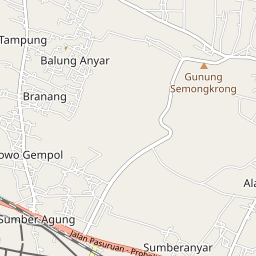 Tampung
Balung Anyar
Gunung
Semongkrong
Branang
owo Gempol
Ala
Sumber Agung
Jalan Pasuruan - Probo
Sumberanyar